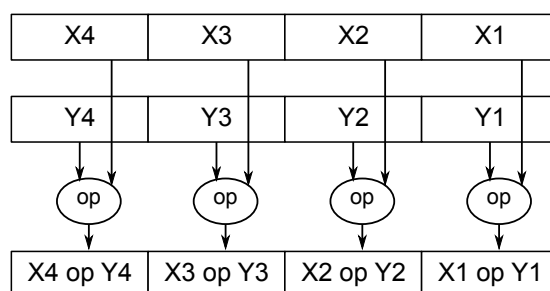 X4 X3 X2 X1
Y4 Y3 Y2 Y1
op op op op
X4 op Y4 X3 op Y3 X2 op Y2 X1 op Y1